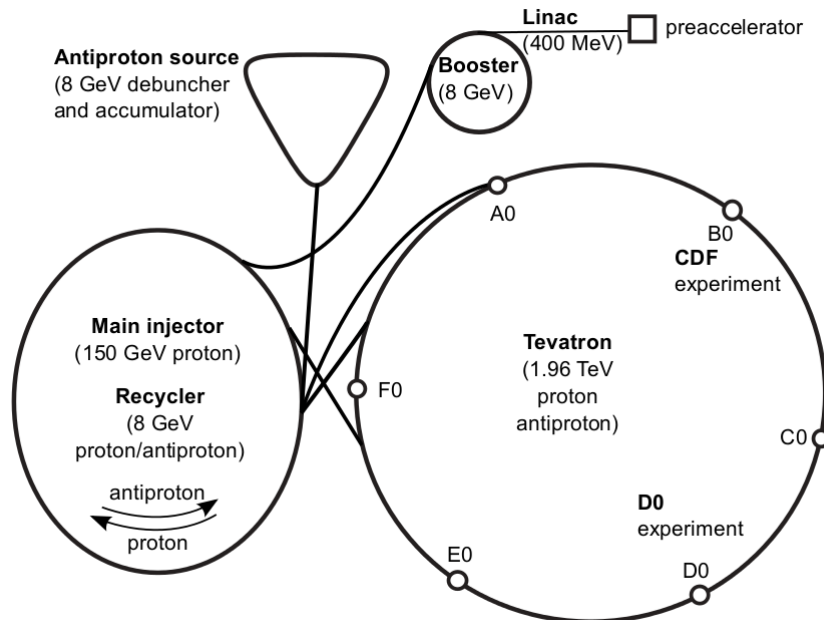 Linac
(400 MeV)
preaccelerator
Antiproton source
(8 GeV debuncher
and accumulator)
Booster
(8 GeV)
A0
B0
CDF
experiment
Main injector
(150 GeV proton)
Recycler
(8 GeV
proton/antiproton)
antiproton
proton
F0
Tevatron
(1.96 TeV
proton
antiproton)
C0
D0
experiment
E0
D0